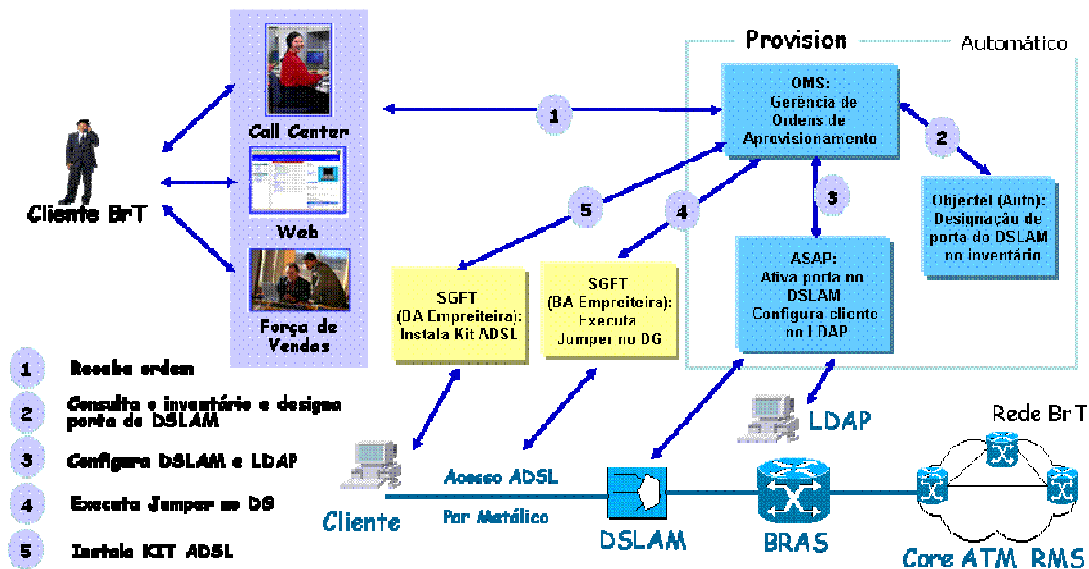 Provision
Automático
OMS:
Gerência de
Ordens de
Aprovisionamento
1
2
Call Center
Cliente BrT
Web
Força de
Vendas
5
4
3
Objectel (Auto):
Designação de
porta do DSLAM
no inventário
ASAP:
Ativa porta no
DSLAM
Configura cliente
no LDAP
SGFT
(BA Empreiteira):
Instala Kit ADSL
SGFT
(BA Empreiteira):
Executa
Jumper no DG
1 Recebe ordem
2 Consulta o inventário e designa
porta do DSLAM
3 Configura DSLAM e LDAP
4 Executa Jumper no DG
5 Instala KIT ADSL
LDAP
Rede BrT
Acesso ADSL
Par Metálico
Cliente
DSLAM
BRAS
Core ATM RMS